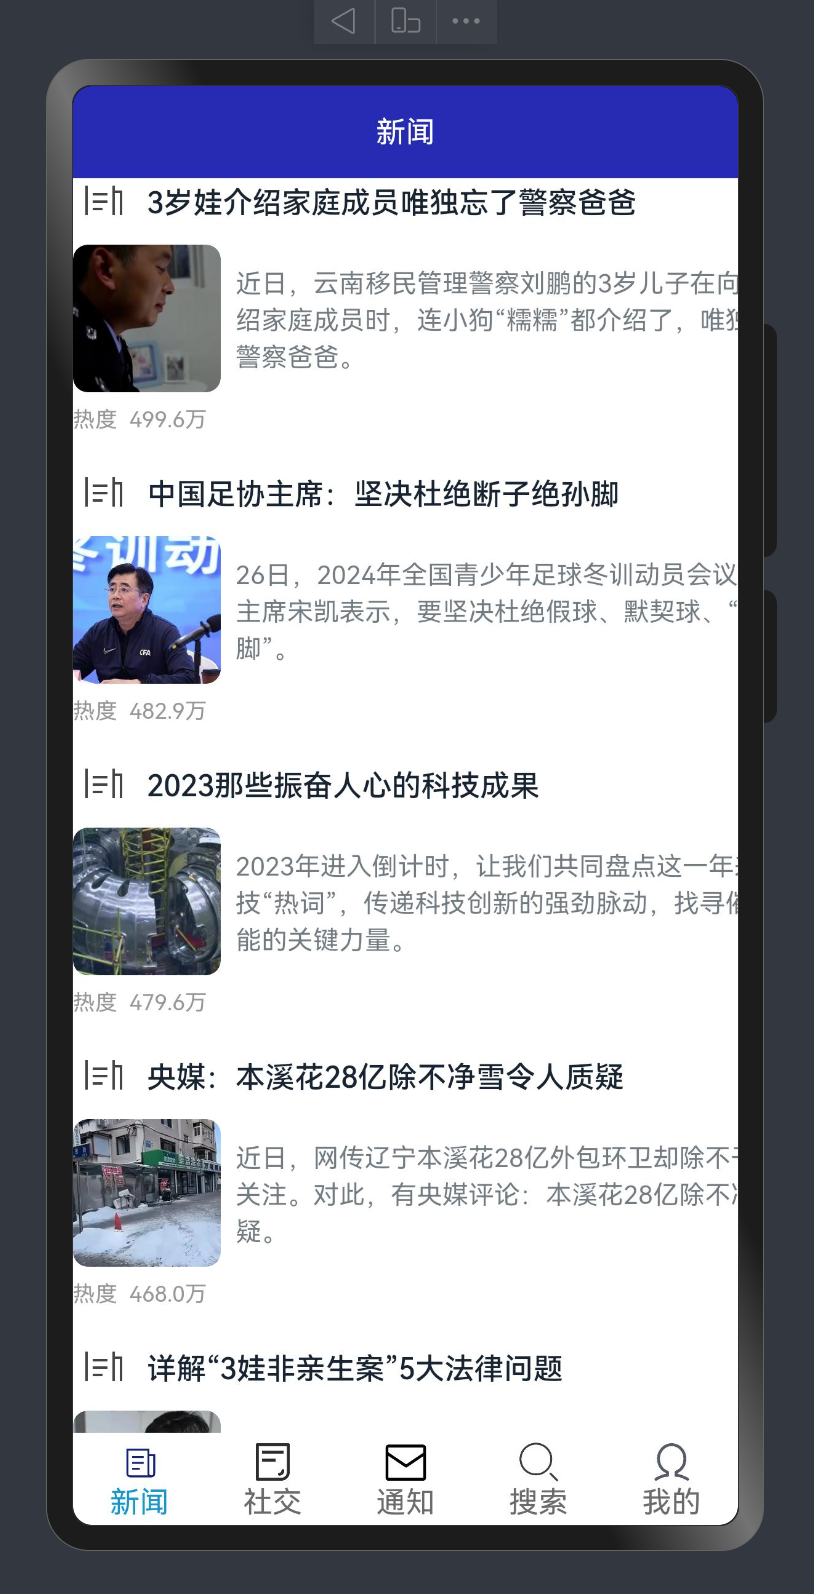 新闻
3岁娃介绍家庭成员唯独忘了警察爸爸
近日，云南移民管理警察刘鹏的3岁儿子在向
绍家庭成员时，连小狗“糯糯”都介绍了，唯
警察爸爸。
热度 499.6万
中国足协主席：坚决杜绝断子绝孙脚
冬训动
26日，2024年全国青少年足球冬训动员会议
主席宋凯表示，要坚决杜绝假球、默契球、“
脚”。
CFA
热度 482.9万
2023那些振奋人心的科技成果
2023年进入倒计时，让我们共同盘点这一年
技“热词”，传递科技创新的强劲脉动，找寻
能的关键力量。
热度 479.6万
央媒：本溪花28亿除不净雪令人质疑
近日，网传辽宁本溪花28亿外包环卫却除不
关注。对此，有央媒评论：本溪花28亿除不
疑。
热度 468.0万
详解“3娃非亲生案”5大法律问题
新闻
社交
通知
搜索
我的